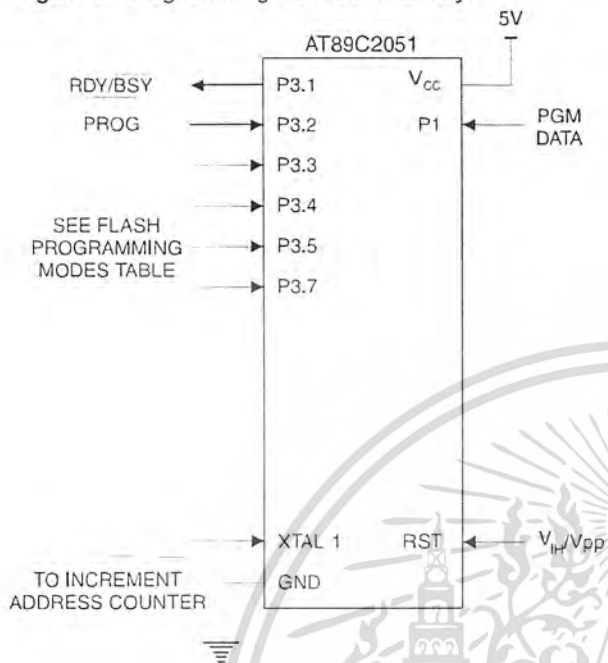 5V
AT89C2051
RDY/BSY
P3.1
VCC
PROG
P3.2
P1
PGM
DATA
P3.3
P3.4
SEE FLASH
PROGRAMMING
MODES TABLE
P3.5
P3.7
XTAL 1
RST
VIH/Vpp
TO INCREMENT
ADDRESS COUNTER
GND